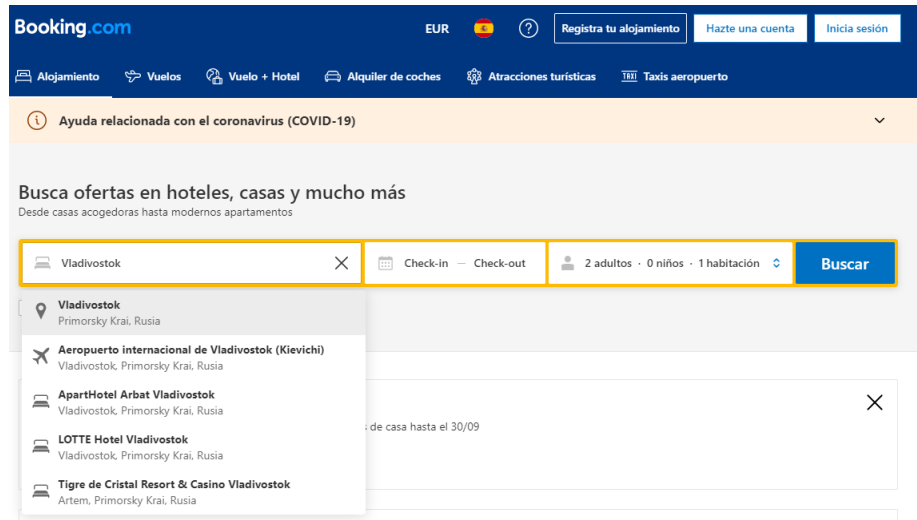 Booking.com
EUR
Registra tu alojamiento
Hazte una cuenta
Inicia sesión
Alojamiento
Vuelos
Vuelo + Hotel
Alquiler de coches
Atracciones turísticas
TAXI Taxis aeropuerto
Ayuda relacionada con el coronavirus (COVID-19)
Busca ofertas en hoteles, casas y mucho más
Desde casas acogedoras hasta modernos apartamentos
Vladivostok
Check-in — Check-out
2 adultos · 0 niños · 1 habitación
Buscar
Vladivostok
Primorsky Krai, Rusia
Aeropuerto internacional de Vladivostok (Kievichi)
Vladivostok, Primorsky Krai, Rusia
ApartHotel Arbat Vladivostok
Vladivostok, Primorsky Krai, Rusia
de casa hasta el 30/09
LOTTE Hotel Vladivostok
Vladivostok, Primorsky Krai, Rusia
Tigre de Cristal Resort & Casino Vladivostok
Artem, Primorsky Krai, Rusia